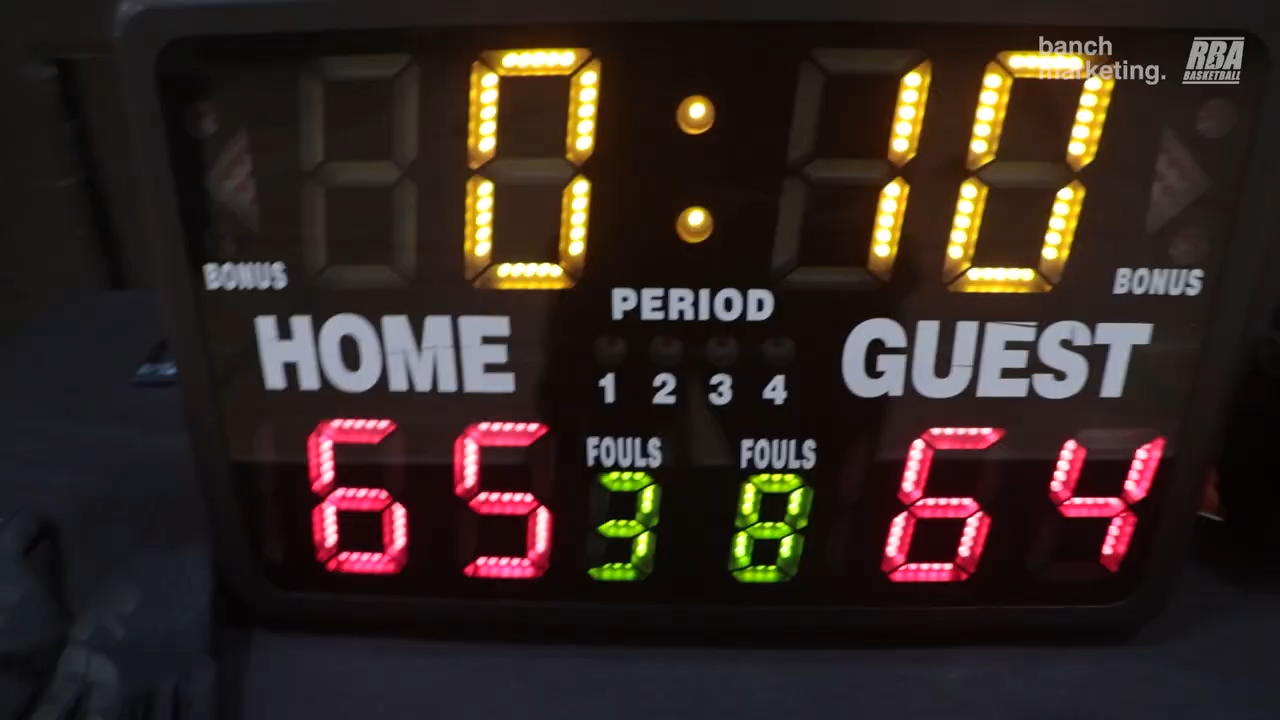 banch
marketing.
RBA
BASKETBALL
0:10
BONUS
BONUS
PERIOD
HOME
GUEST
1 2 3 4
FOULS
FOULS
65
3
8
64